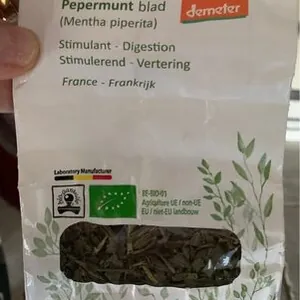 Pepermunt blad
(Mentha piperita)
demeter
Stimulant - Digestion
Stimulerend - Vertering
France - Frankrijk
Laboratory Manufacturer
BE-BIO-01
Agriculture UE / non-UE
EU / niet-EU landbouw